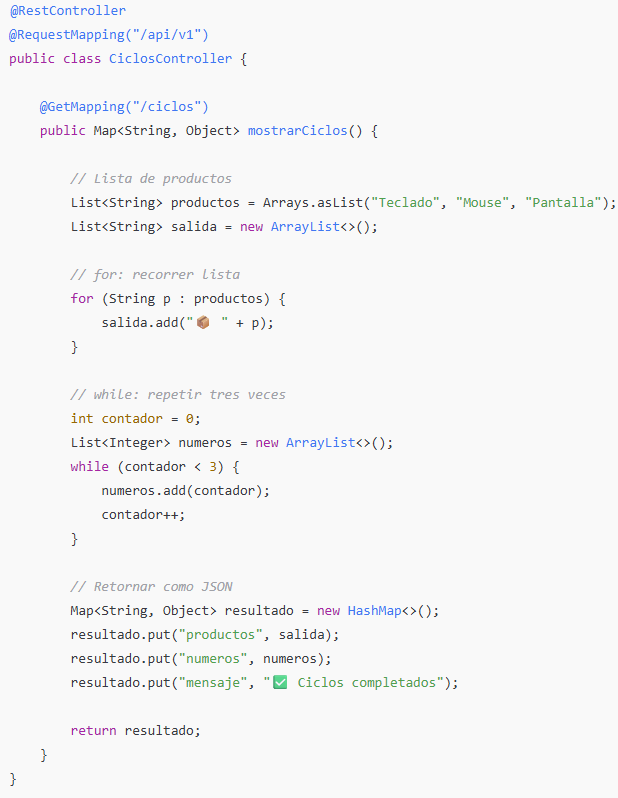 @RestController
@RequestMapping("/api/v1")
public class CiclosController {
@GetMapping("/ciclos")
public Map<String, Object> mostrarCiclos() {
// Lista de productos
List<String> productos = Arrays.asList("Teclado", "Mouse", "Pantalla");
List<String> salida = new ArrayList<>();
// for: recorrer lista
for (String p : productos) {
salida.add("📦 " + p);
}
// while: repetir tres veces
int contador = 0;
List<Integer> numeros = new ArrayList<>();
while (contador < 3) {
numeros.add(contador);
contador++;
}
// Retornar como JSON
Map<String, Object> resultado = new HashMap<>();
resultado.put("productos", salida);
resultado.put("numeros", numeros);
resultado.put("mensaje", "✅ Ciclos completados");
return resultado;
}
}